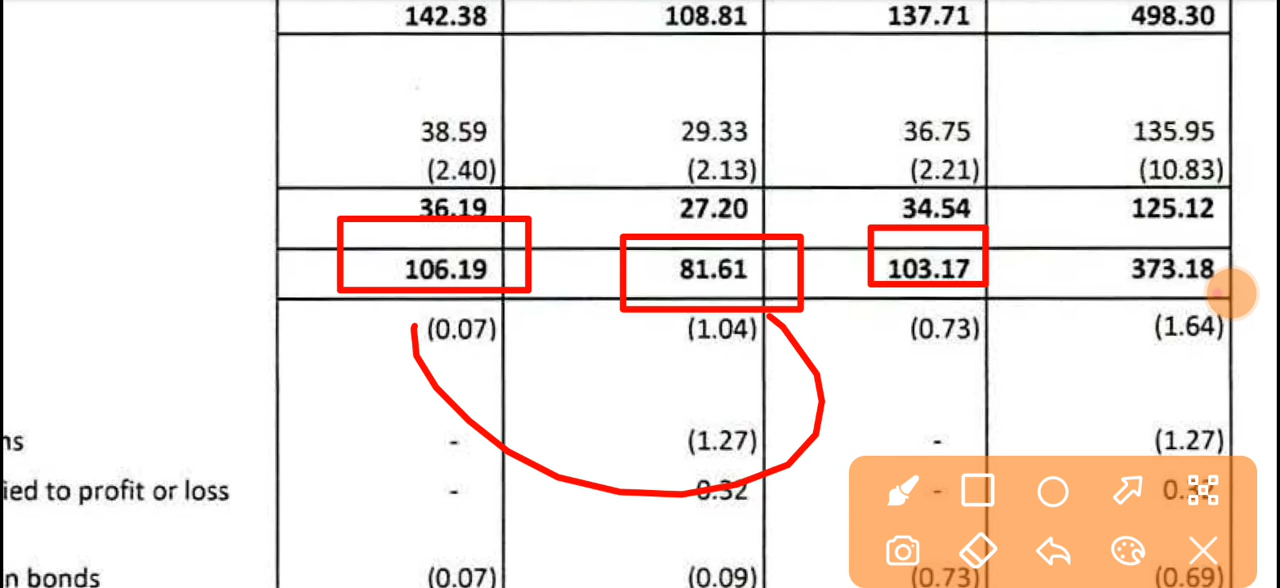 142.38 108.81 137.71 498.30
38.59 29.33 36.75 135.95
(2.40) (2.13) (2.21) (10.83)
36.19 27.20 34.54 125.12
106.19 81.61 103.17 373.18
(0.07) (1.04) (0.73) (1.64)
ns - (1.27) - (1.27)
ied to profit or loss - 0.32 -
n bonds (0.07) (0.09) (0.73) (0.69)